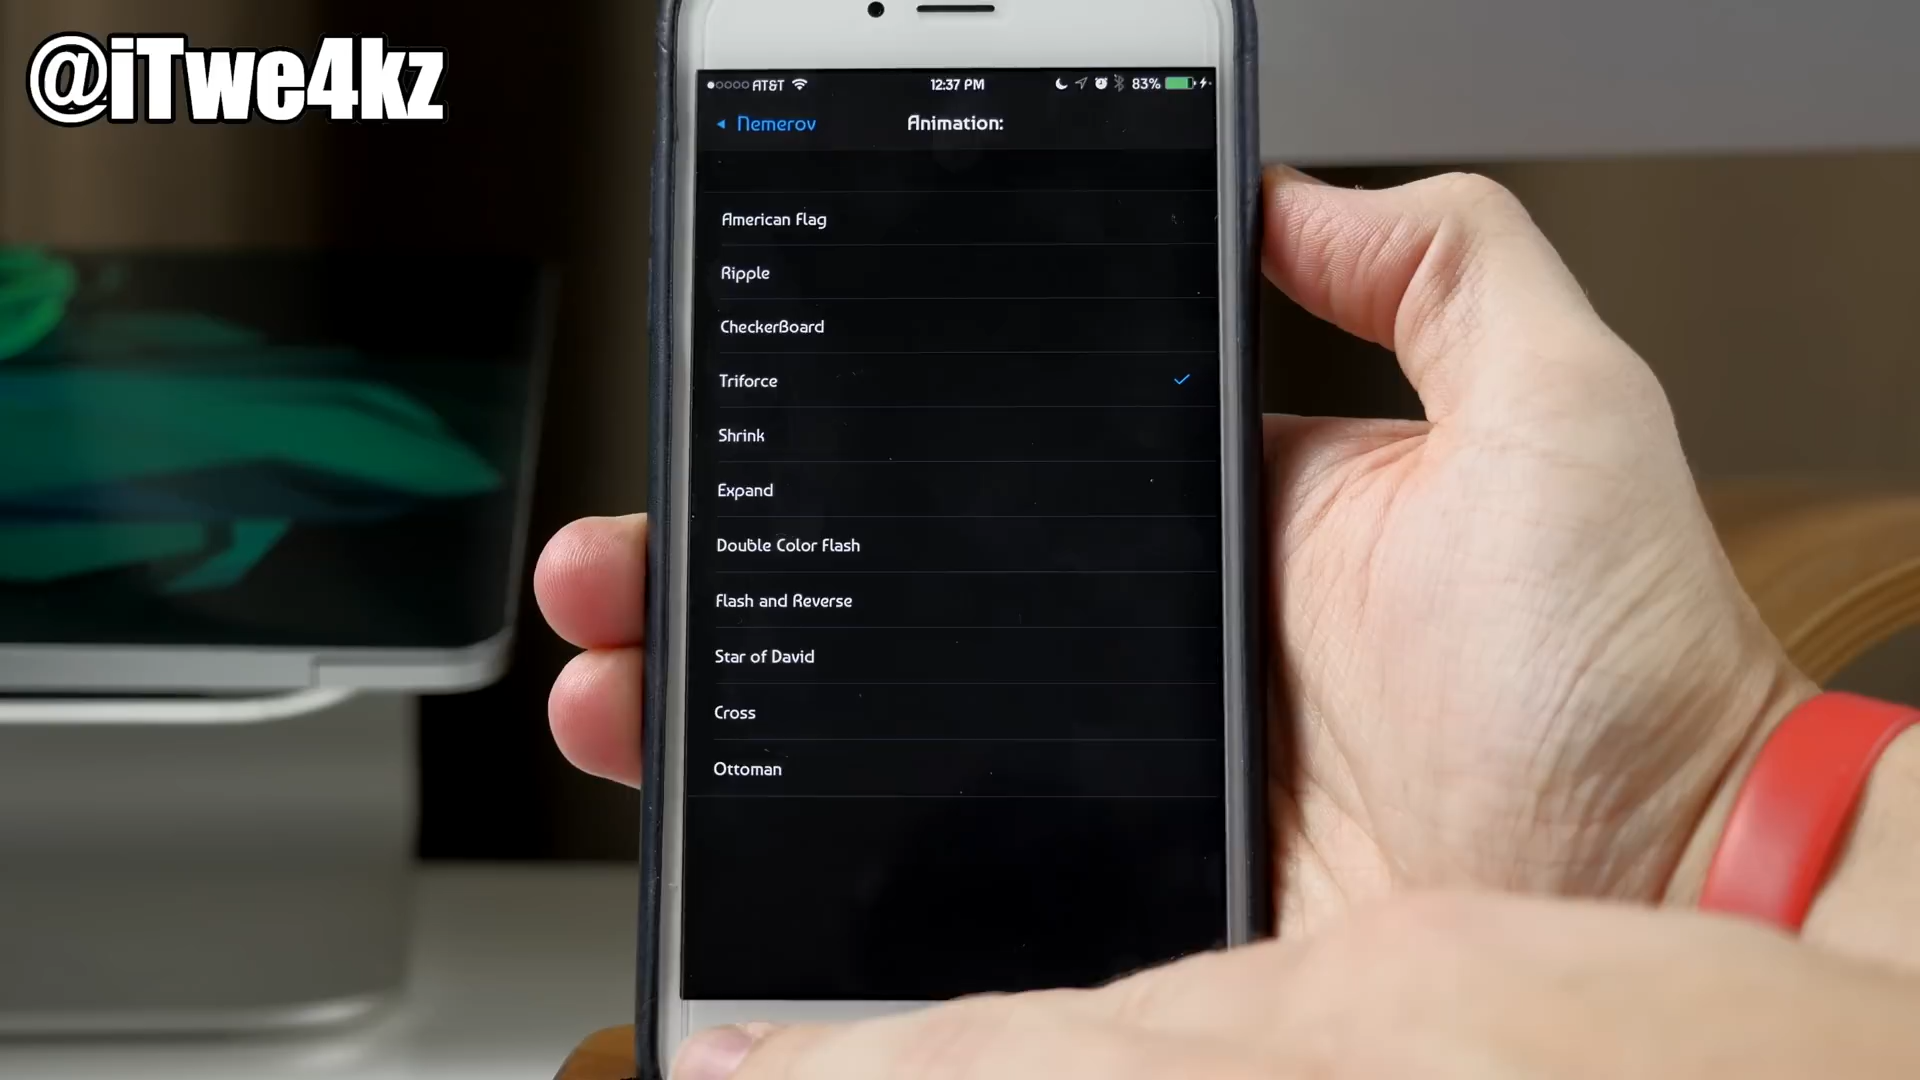 @iTwe4kz
AT&T 12:37 PM 83%
Nemerov Animation:
American Flag
Ripple
CheckerBoard
Triforce
Shrink
Expand
Double Color Flash
Flash and Reverse
Star of David
Cross
Ottoman